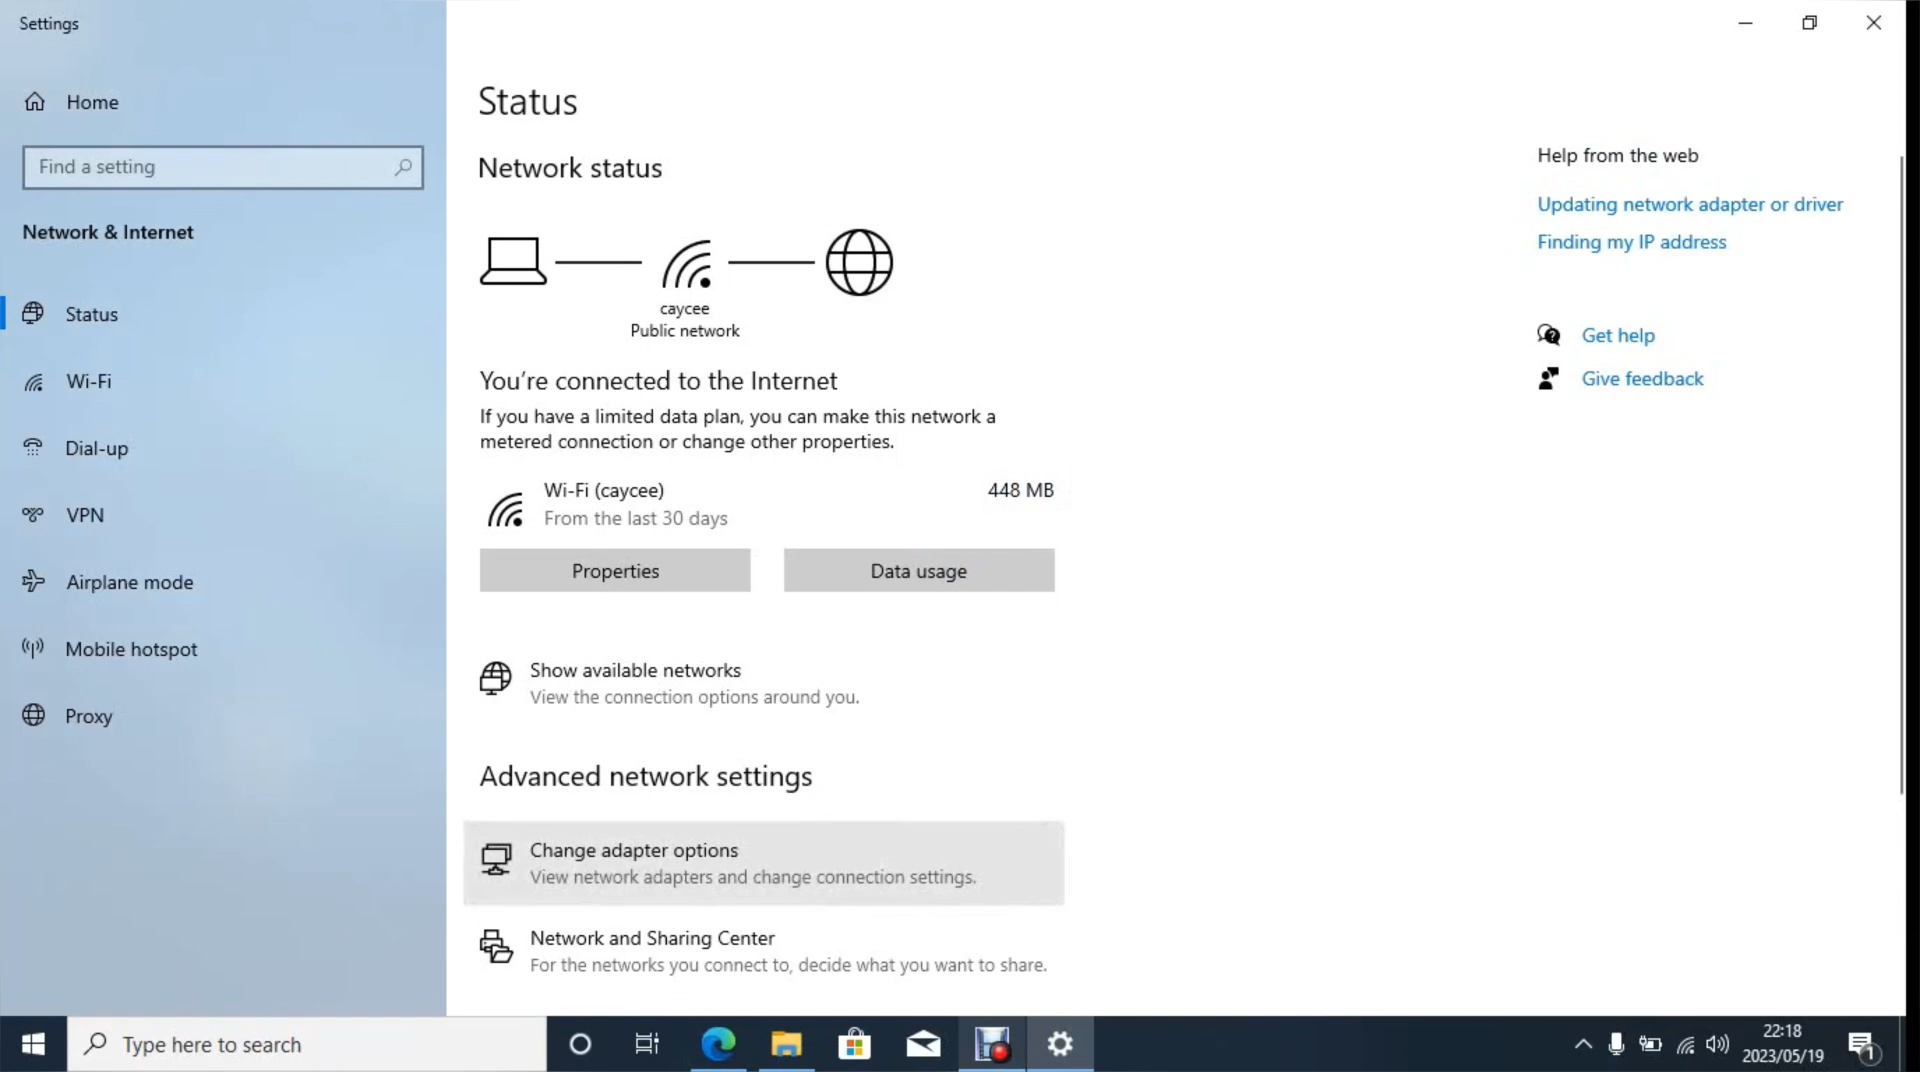 Settings
Home
Find a setting
Network & Internet
Status
Wi-Fi
Dial-up
VPN
Airplane mode
Mobile hotspot
Proxy
Status
Network status
caycee
Public network
You're connected to the Internet
If you have a limited data plan, you can make this network a
metered connection or change other properties.
Wi-Fi (caycee)
448 MB
From the last 30 days
Properties
Data usage
Show available networks
View the connection options around you.
Advanced network settings
Change adapter options
View network adapters and change connection settings.
Network and Sharing Center
For the networks you connect to, decide what you want to share.
Help from the web
Updating network adapter or driver
Finding my IP address
Get help
Give feedback
Type here to search
22:18
2023/05/19
1